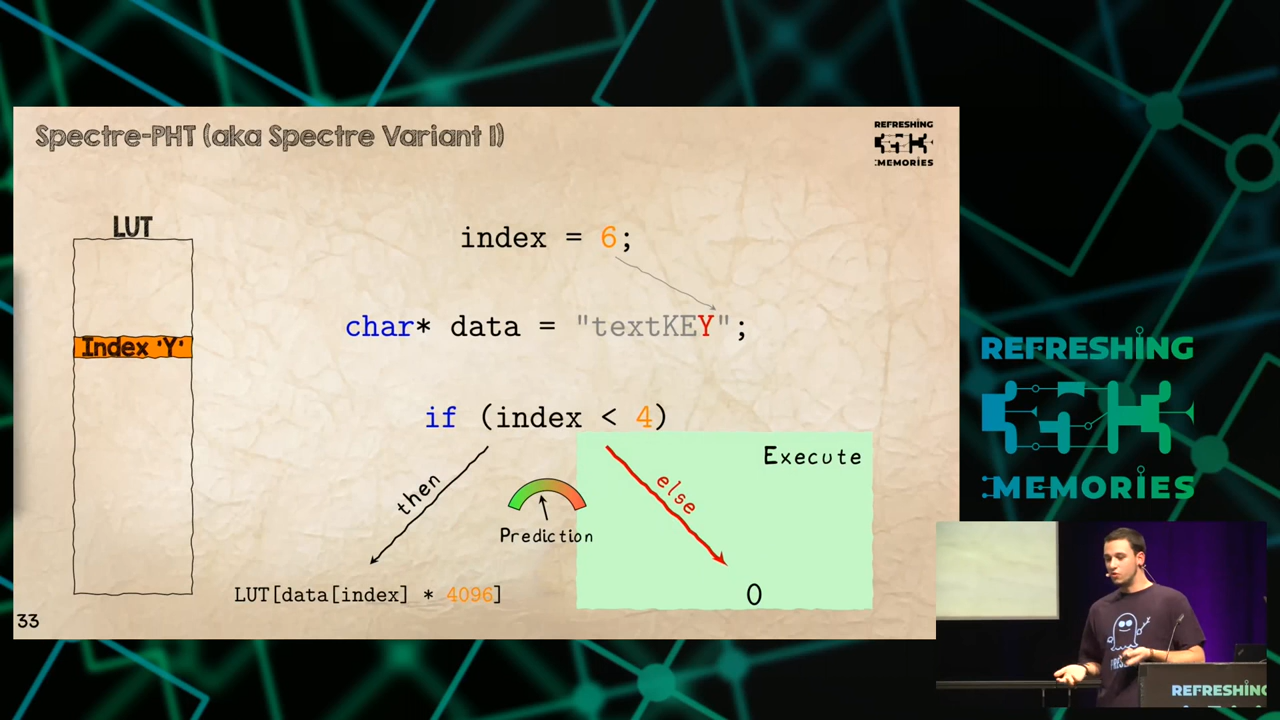 Spectre-PHT (aka Spectre Variant I)
REFRESHING
MEMORIES
LUT
index = 6;
char* data = "textKEY";
Index 'Y'
if (index < 4)
Execute
then
else
Prediction
LUT[data[index] * 4096]
0
33
REFRESHING
:MEMORIES
REFRESHING